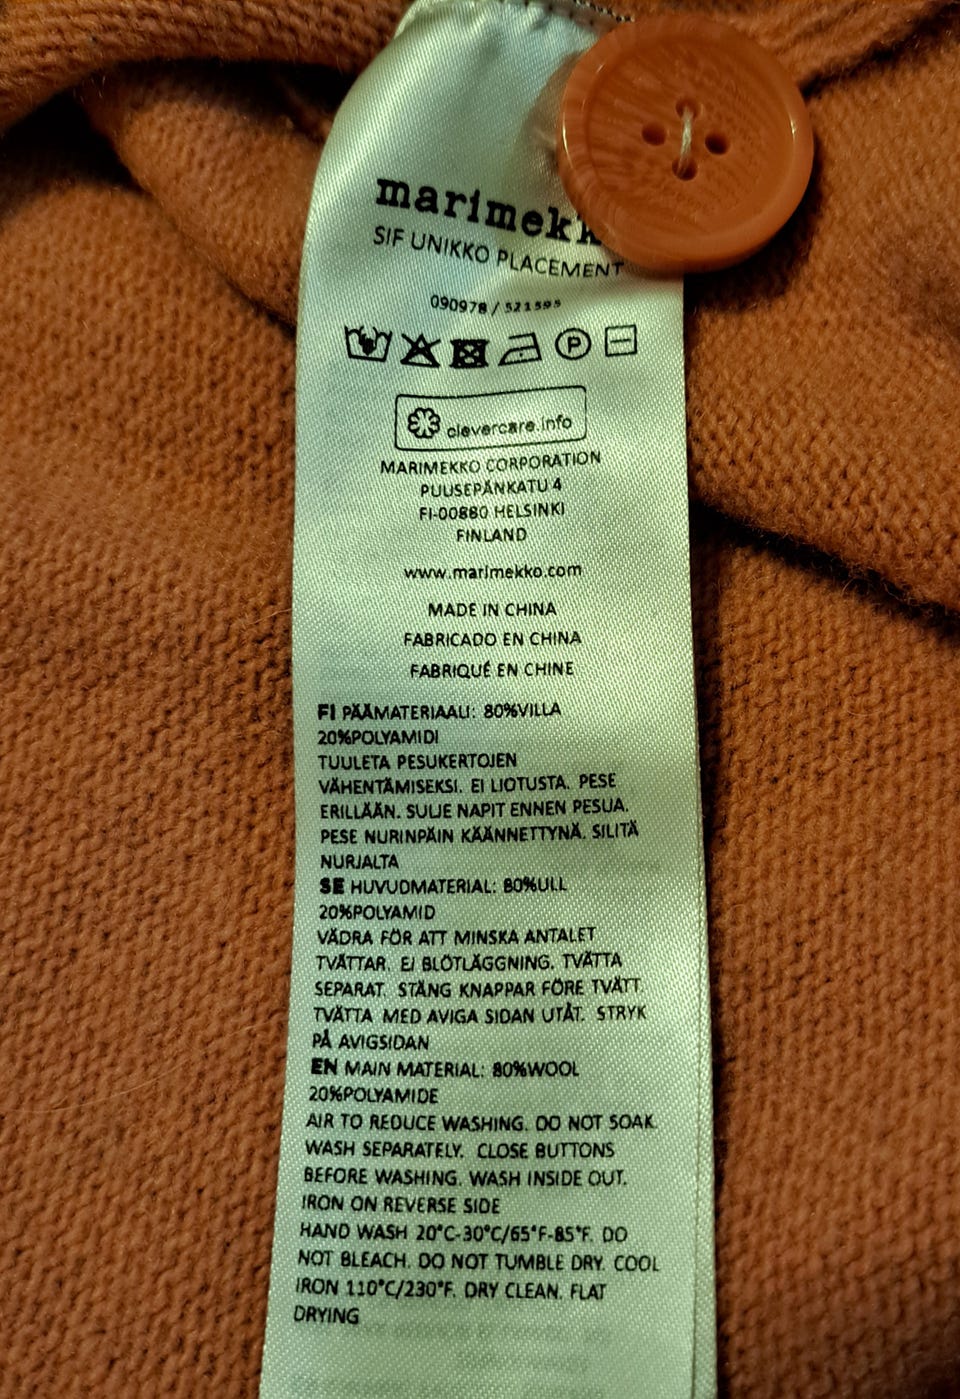 marimekk
SIF UNIKKO PLACEMENT
090978 / 521595
P
clevercare.info
MARIMEKKO CORPORATION
PUUSEPÄNKATU 4
FI-00880 HELSINKI
FINLAND
www.marimekko.com
MADE IN CHINA
FABRICADO EN CHINA
FABRIQUÉ EN CHINE
FI PÄÄMATERIAALI: 80%VILLA
20%POLYAMIDI
TUULETA PESUKERTOJEN
VÄHENTÄMISEKSI. EI LIOTUSTA. PESE
ERILLÄÄN. SULJE NAPIT ENNEN PESUA.
PESE NURINPÄIN KÄÄNNETTYNÄ. SILITÄ
NURJALTA
SE HUVUDMATERIAL: 80%ULL
20%POLYAMID
VÄDRA FÖR ATT MINSKA ANTALET
TVÄTTAR. EJ BLÖTLÄGGNING. TVÄTTA
SEPARAT. STÄNG KNAPPAR FÖRE TVÄTT.
TVÄTTA MED AVIGA SIDAN UTÅT. STRYK
PÅ AVIGSIDAN
EN MAIN MATERIAL: 80%WOOL
20%POLYAMIDE
AIR TO REDUCE WASHING. DO NOT SOAK.
WASH SEPARATELY. CLOSE BUTTONS
BEFORE WASHING. WASH INSIDE OUT.
IRON ON REVERSE SIDE
HAND WASH 20°C-30°C/65°F-85°F. DO
NOT BLEACH. DO NOT TUMBLE DRY. COOL
IRON 110°C/230°F. DRY CLEAN. FLAT
DRYING